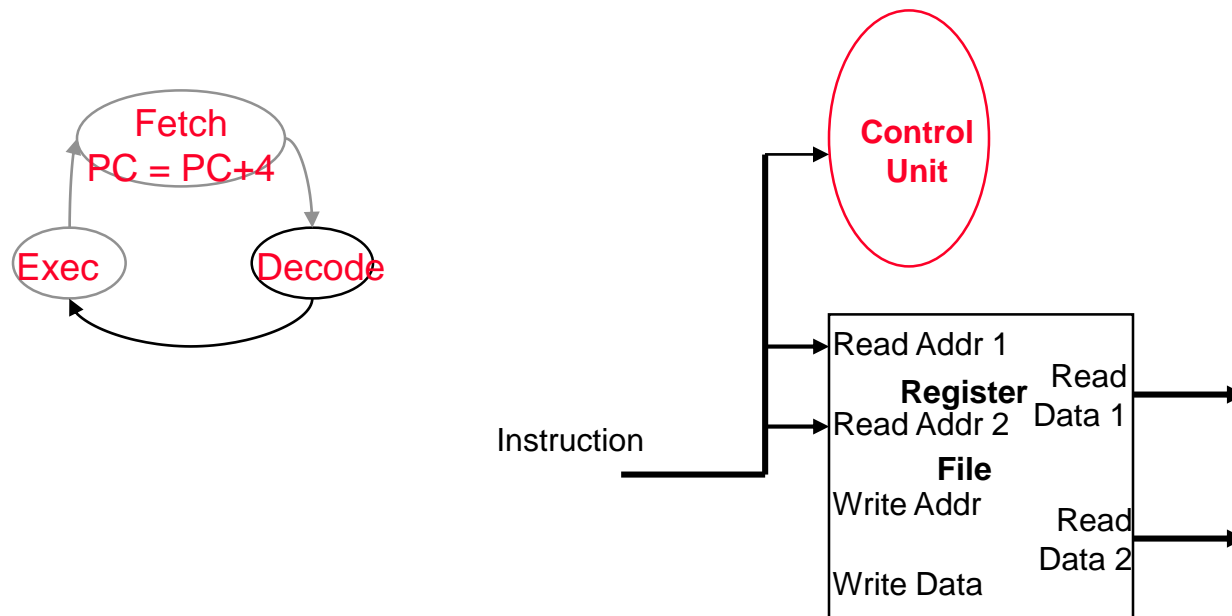 Fetch
PC = PC+4
Exec
Decode
Control
Unit
Instruction
Read Addr 1
Register
Read Addr 2
File
Write Addr
Write Data
Read
Data 1
Read
Data 2